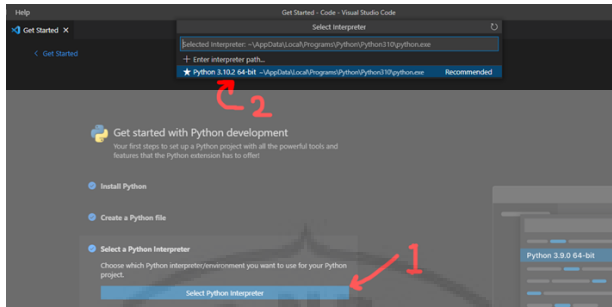 Help
Get Started - Code - Visual Studio Code
Get Started
Select Interpreter
< Get Started
Selected Interpreter: ~\AppData\Local\Programs\Python\Python310\python.exe
+ Enter interpreter path...
Python 3.10.2 64-bit ~\AppData\Local\Programs\Python\Python310\python.exe Recommended
2
Get started with Python development
Your first steps to set up a Python project with all the powerful tools and
features that the Python extension has to offer!
Install Python
Create a Python file
Select a Python Interpreter
Choose which Python interpreter/environment you want to use for your Python
project.
1
Select Python Interpreter
Python 3.9.0 64-bit